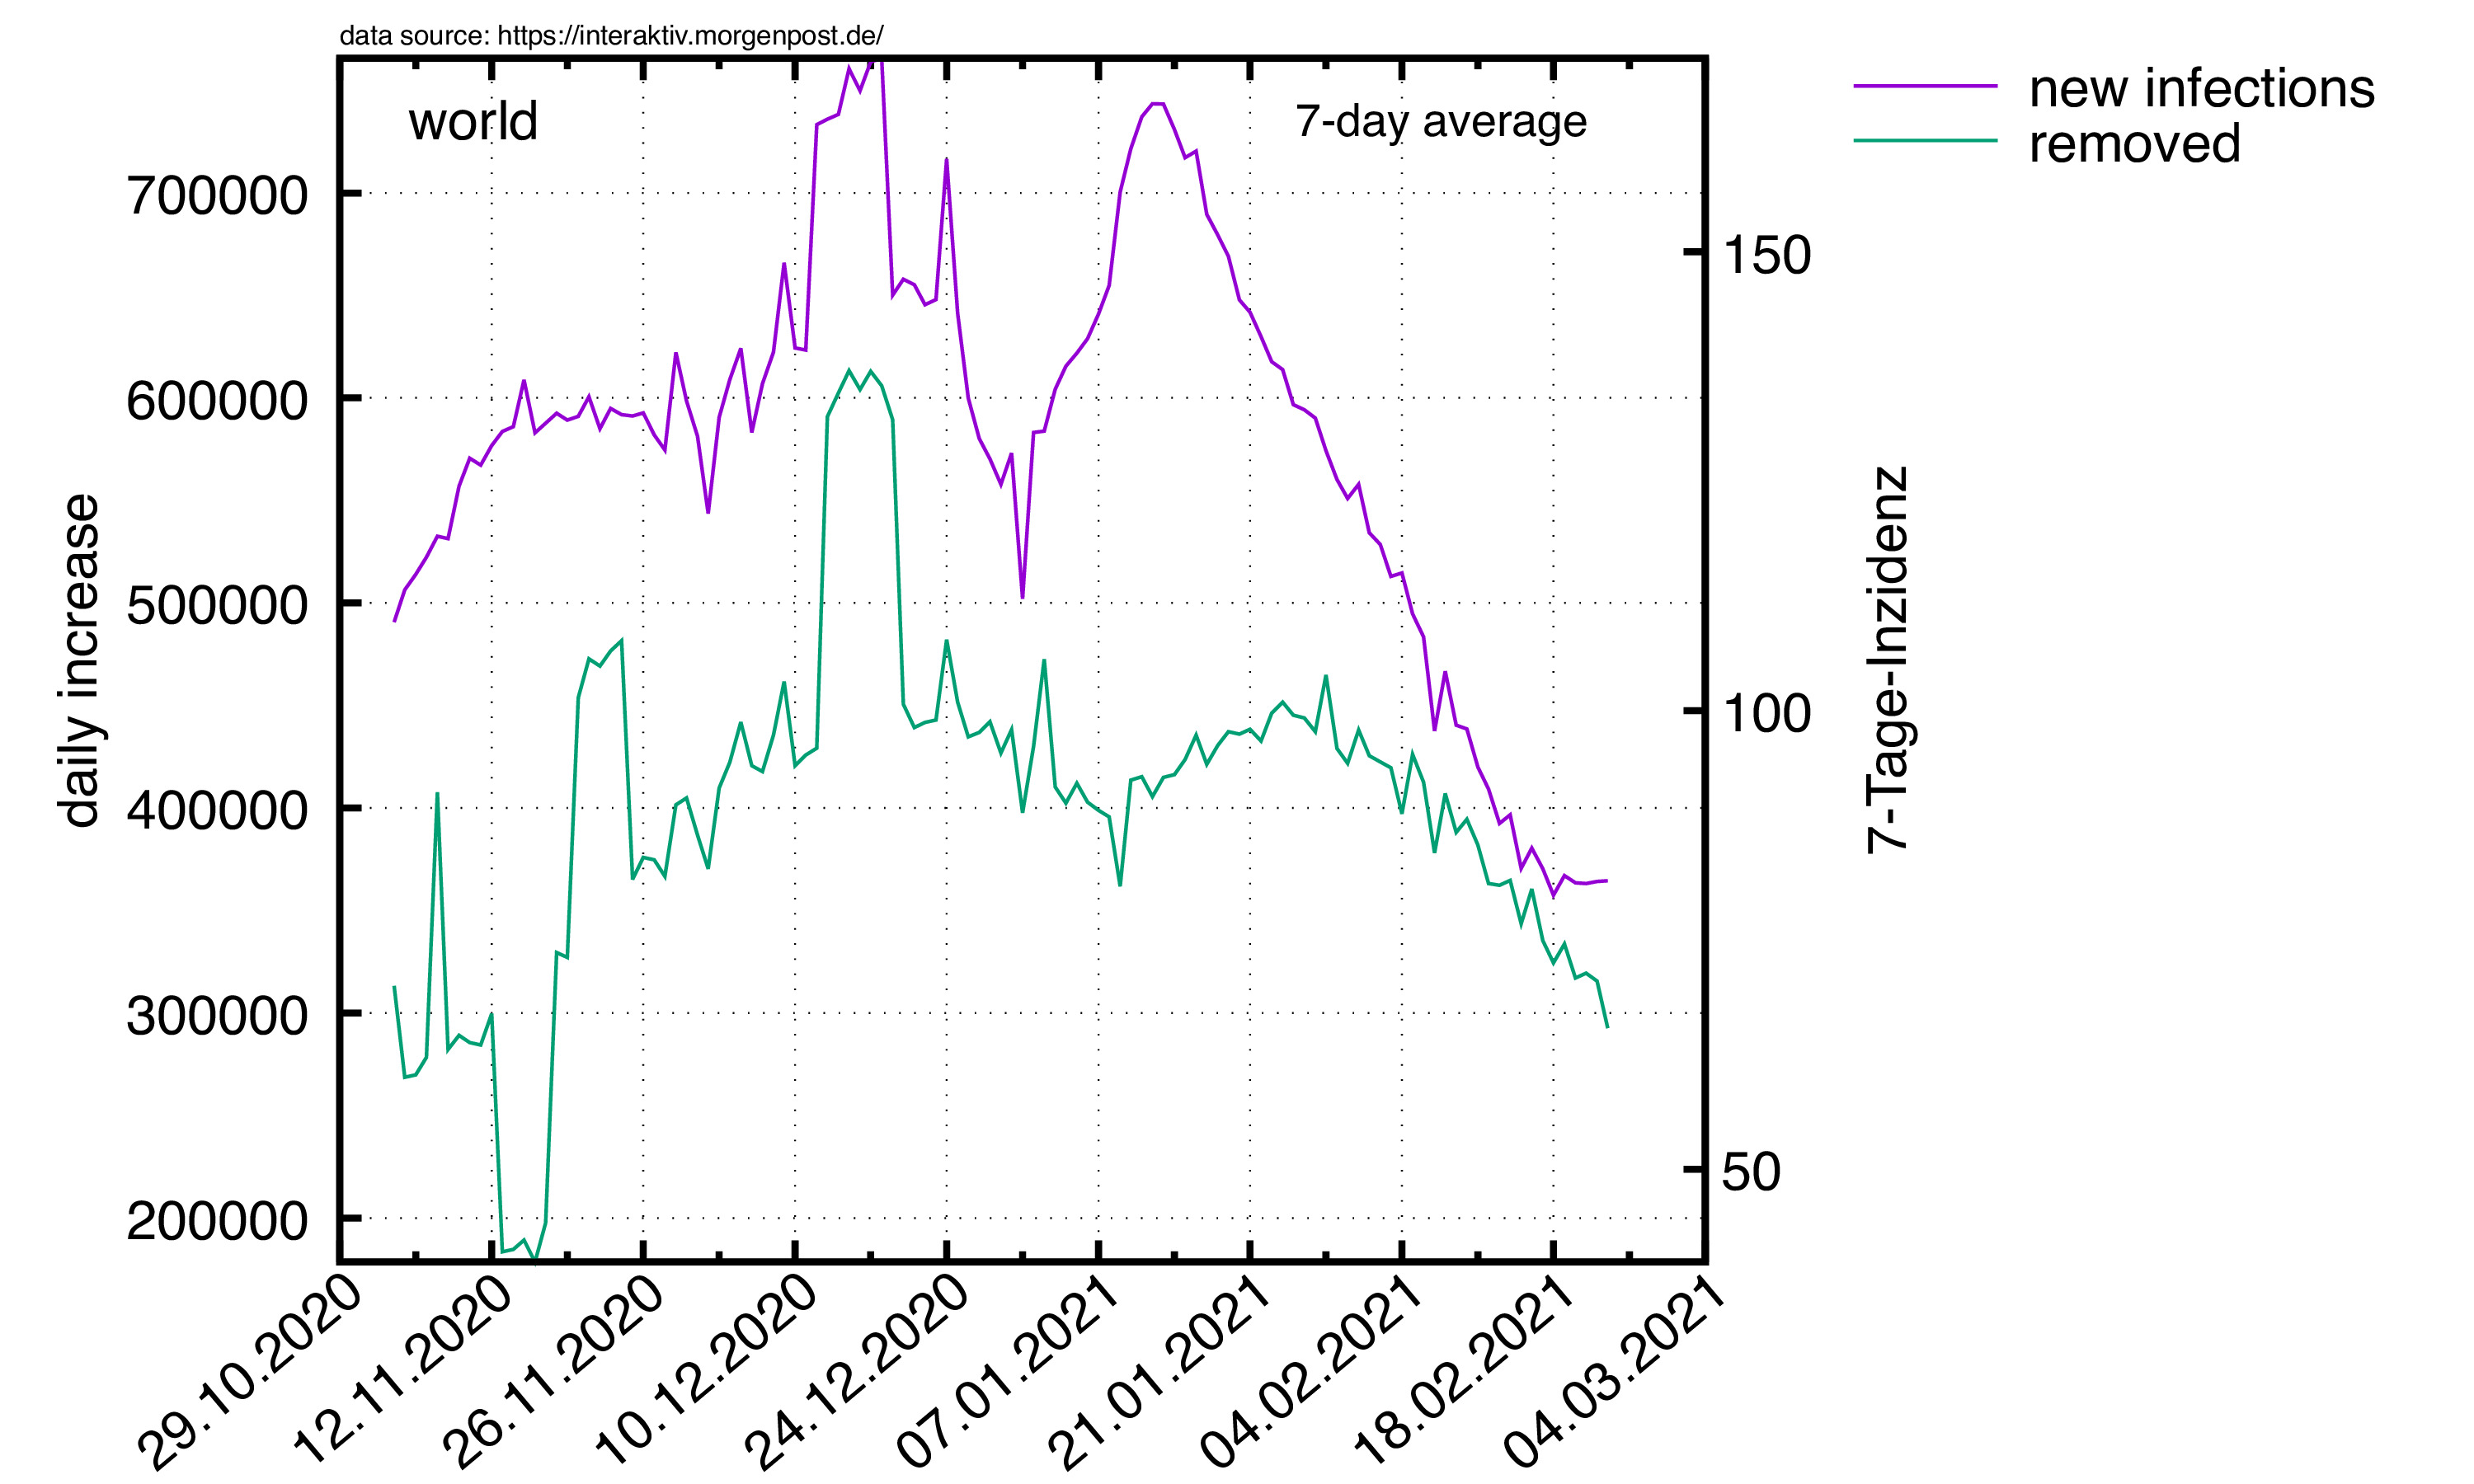 data source: https://interaktiv.morgenpost.de/
world
7-day average
new infections
removed
700000
600000
500000
400000
300000
200000
daily increase
150
100
50
7-Tage-Inzidenz
29.10.2020
12.11.2020
26.11.2020
10.12.2020
24.12.2020
07.01.2021
21.01.2021
04.02.2021
18.02.2021
04.03.2021